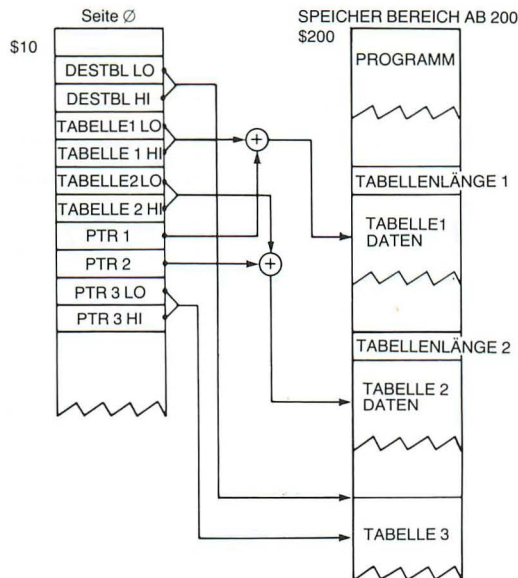 Seite Ø
$10
DESTBL LO
DESTBL HI
TABELLE1 LO
TABELLE 1 HI
TABELLE2LO
TABELLE 2 HI
PTR 1
PTR 2
PTR 3 LO
PTR 3 HI
+
+
SPEICHER BEREICH AB 200
$200
PROGRAMM
TABELLENLÄNGE 1
TABELLE1
DATEN
TABELLENLÄNGE 2
TABELLE 2
DATEN
TABELLE 3